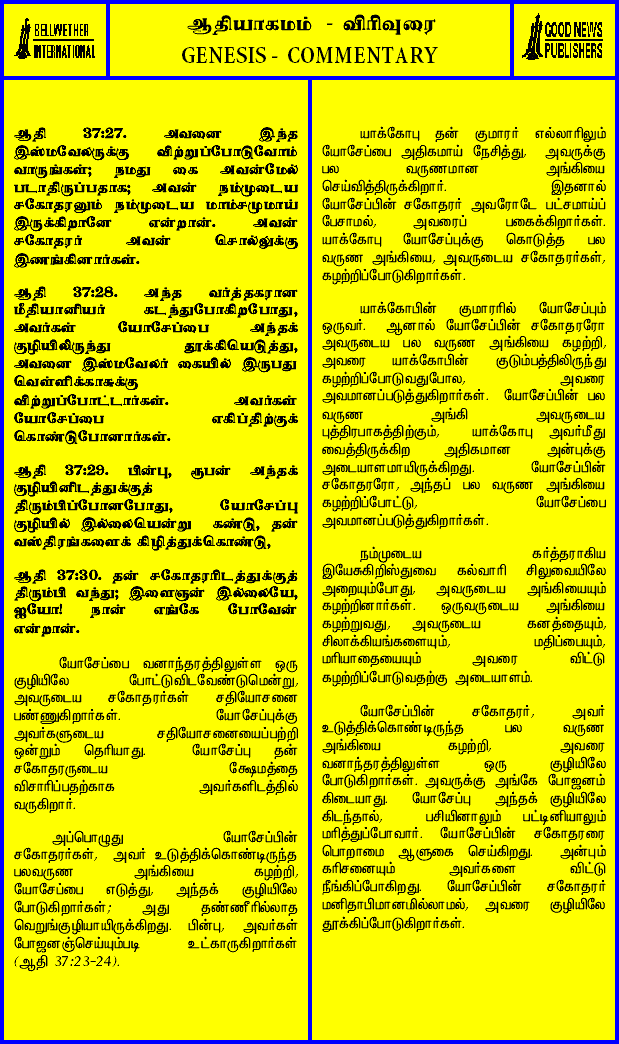 BELLWETHER
INTERNATIONAL
ஆதியாகமம் - விரிவுரை
GENESIS - COMMENTARY
GOOD NEWS
PUBLISHERS
ஆதி 37:27. அவனை இந்த
இஸ்மவேலருக்கு விற்றுப்போடுவோம்
வாருங்கள்; நமது கை அவன்மேல்
படாதிருப்பதாக; அவன் நம்முடைய
சகோதரனும் நம்முடைய மாம்சமுமாய்
இருக்கிறானே என்றான். அவன்
சகோதரர் அவன் சொல்லுக்கு
இணங்கினார்கள்.
ஆதி 37:28. அந்த வர்த்தகரான
மீதியானியர் கடந்துபோகிறபோது,
அவர்கள் யோசேப்பை அந்தக்
குழியிலிருந்து தூக்கியெடுத்து,
அவனை இஸ்மவேலர் கையில் இருபது
வெள்ளிக்காசுக்கு
விற்றுப்போட்டார்கள். அவர்கள்
யோசேப்பை எகிப்திற்குக்
கொண்டுபோனார்கள்.
ஆதி 37:29. பின்பு, ரூபன் அந்தக்
குழியினிடத்துக்குத்
திரும்பிப்போனபோது, யோசேப்பு
குழியில் இல்லையென்று கண்டு, தன்
வஸ்திரங்களைக் கிழித்துக்கொண்டு,
ஆதி 37:30. தன் சகோதரரிடத்துக்குத்
திரும்பி வந்து; இளைஞன் இல்லையே,
ஐயோ! நான் எங்கே போவேன்
என்றான்.
யோசேப்பை வனாந்தரத்திலுள்ள ஒரு
குழியிலே போட்டுவிடவேண்டுமென்று,
அவருடைய சகோதரர்கள் சதியோசனை
பண்ணுகிறார்கள். யோசேப்புக்கு
அவர்களுடைய சதியோசனையைப்பற்றி
ஒன்றும் தெரியாது. யோசேப்பு தன்
சகோதரருடைய க்ஷேமத்தை
விசாரிப்பதற்காக அவர்களிடத்தில்
வருகிறார்.
அப்பொழுது யோசேப்பின்
சகோதரர்கள், அவர் உடுத்திக்கொண்டிருந்த
பலவருண அங்கியை கழற்றி,
யோசேப்பை எடுத்து, அந்தக் குழியிலே
போடுகிறார்கள்; அது தண்ணீரில்லாத
வெறுங்குழியாயிருக்கிறது. பின்பு, அவர்கள்
போஜனஞ்செய்யும்படி உட்காருகிறார்கள்
(ஆதி 37:23-24).
யாக்கோபு தன் குமாரர் எல்லாரிலும்
யோசேப்பை அதிகமாய் நேசித்து, அவருக்கு
பல வருணமான அங்கியை
செய்வித்திருக்கிறார். இதனால்
யோசேப்பின் சகோதரர் அவரோடே பட்சமாய்ப்
பேசாமல், அவரைப் பகைக்கிறார்கள்.
யாக்கோபு யோசேப்புக்கு கொடுத்த பல
வருண அங்கியை, அவருடைய சகோதரர்கள்,
கழற்றிப்போடுகிறார்கள்.
யாக்கோபின் குமாரரில் யோசேப்பும்
ஒருவர். ஆனால் யோசேப்பின் சகோதரரோ
அவருடைய பல வருண அங்கியை கழற்றி,
அவரை யாக்கோபின் குடும்பத்திலிருந்து
கழற்றிப்போடுவதுபோல, அவரை
அவமானப்படுத்துகிறார்கள். யோசேப்பின் பல
வருண அங்கி அவருடைய
புத்திரபாகத்திற்கும், யாக்கோபு அவர்மீது
வைத்திருக்கிற அதிகமான அன்புக்கு
அடையாளமாயிருக்கிறது. யோசேப்பின்
சகோதரரோ, அந்தப் பல வருண அங்கியை
கழற்றிப்போட்டு, யோசேப்பை
அவமானப்படுத்துகிறார்கள்.
நம்முடைய கர்த்தராகிய
இயேசுகிறிஸ்துவை கல்வாரி சிலுவையிலே
அறையும்போது, அவருடைய அங்கியையும்
கழற்றினார்கள். ஒருவருடைய அங்கியை
கழற்றுவது, அவருடைய கனத்தையும்,
சிலாக்கியங்களையும், மதிப்பையும்,
மரியாதையையும் அவரை விட்டு
கழற்றிப்போடுவதற்கு அடையாளம்.
யோசேப்பின் சகோதரர், அவர்
உடுத்திக்கொண்டிருந்த பல வருண
அங்கியை கழற்றி, அவரை
வனாந்தரத்திலுள்ள ஒரு குழியிலே
போடுகிறார்கள். அவருக்கு அங்கே போஜனம்
கிடையாது. யோசேப்பு அந்தக் குழியிலே
கிடந்தால், பசியினாலும் பட்டினியாலும்
மரித்துப்போவார். யோசேப்பின் சகோதரரை
பொறாமை ஆளுகை செய்கிறது. அன்பும்
கரிசனையும் அவர்களை விட்டு
நீங்கிப்போகிறது. யோசேப்பின் சகோதரர்
மனிதாபிமானமில்லாமல், அவரை குழியிலே
தூக்கிப்போடுகிறார்கள்.